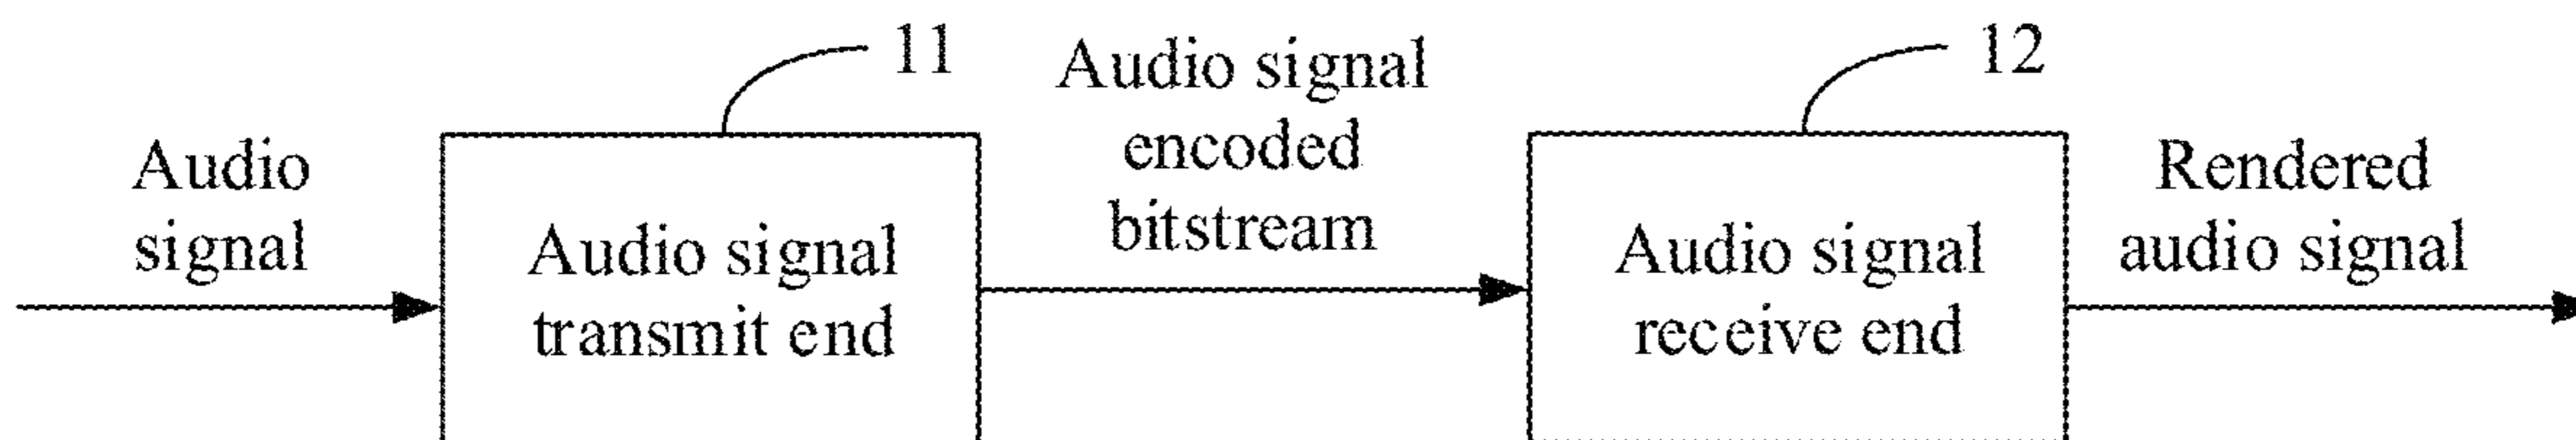 Audio
signal
11
Audio signal
transmit end
Audio signal
encoded
bitstream
12
Audio signal
receive end
Rendered
audio signal